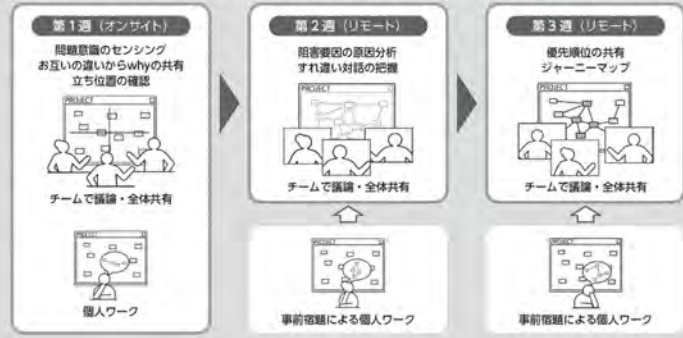 第1週（オンサイト）
問題意識のセンシング
お互いの違いからwhyの共有
立ち位置の確認
PROJECT
チームで議論・全体共有
PROJECT
個人ワーク
第2週（リモート）
阻害要因の原因分析
すれ違い対話の把握
PROJECT
チームで議論・全体共有
PROJECT
事前宿題による個人ワーク
第3週（リモート）
優先順位の共有
ジャーニーマップ
PROJECT
チームで議論・全体共有
PROJECT
事前宿題による個人ワーク